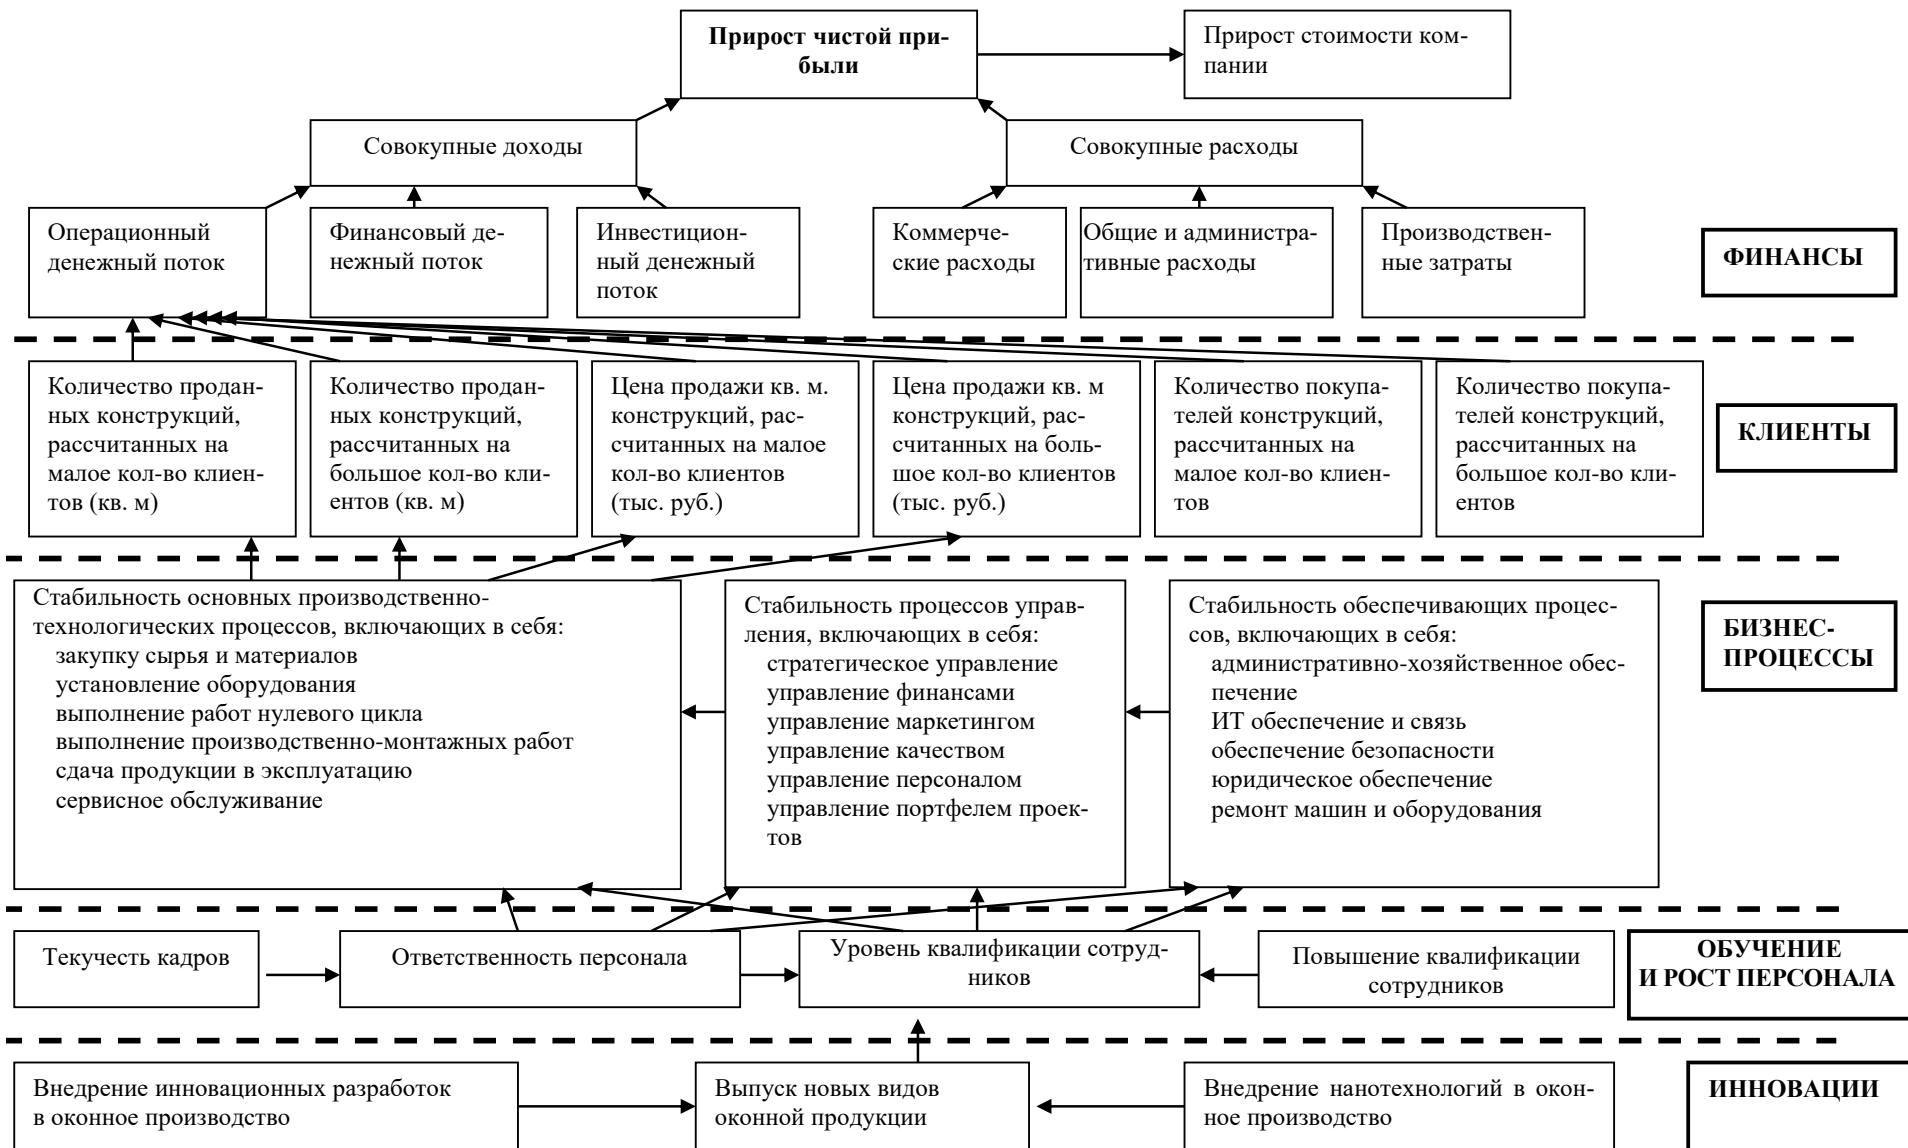 Прирост чистой при-
были
Прирост стоимости ком-
пании
Совокупные доходы
Совокупные расходы
Операционный
денежный поток
Финансовый де-
нежный поток
Инвестицион-
ный денежный
поток
Коммерче-
ские расходы
Общие и администра-
тивные расходы
Производствен-
ные затраты
ФИНАНСЫ
Количество продан-
ных конструкций,
рассчитанных на
малое кол-во клиен-
тов (кв. м)
Количество продан-
ных конструкций,
рассчитанных на
большое кол-во кли-
ентов (кв. м)
Цена продажи кв. м.
конструкций, рас-
считанных на малое
кол-во клиентов
(тыс. руб.)
Цена продажи кв. м
конструкций, рас-
считанных на боль-
шое кол-во клиентов
(тыс. руб.)
Количество покупа-
телей конструкций,
рассчитанных на
малое кол-во клиен-
тов
Количество покупа-
телей конструкций,
рассчитанных на
большое кол-во кли-
ентов
КЛИЕНТЫ
Стабильность основных производственно-
технологических процессов, включающих в себя:
закупку сырья и материалов
установление оборудования
выполнение работ нулевого цикла
выполнение производственно-монтажных работ
сдача продукции в эксплуатацию
сервисное обслуживание
Стабильность процессов управ-
ления, включающих в себя:
стратегическое управление
управление финансами
управление маркетингом
управление качеством
управление персоналом
управление портфелем проек-
тов
Стабильность обеспечивающих процес-
сов, включающих в себя:
административно-хозяйственное обес-
печение
ИТ обеспечение и связь
обеспечение безопасности
юридическое обеспечение
ремонт машин и оборудования
БИЗНЕС-
ПРОЦЕССЫ
Текучесть кадров
Ответственность персонала
Уровень квалификации сотруд-
ников
Повышение квалификации
сотрудников
ОБУЧЕНИЕ
И РОСТ ПЕРСОНАЛА
Внедрение инновационных разработок
в оконное производство
Выпуск новых видов
оконной продукции
Внедрение нанотехнологий в окон-
ное производство
ИННОВАЦИИ